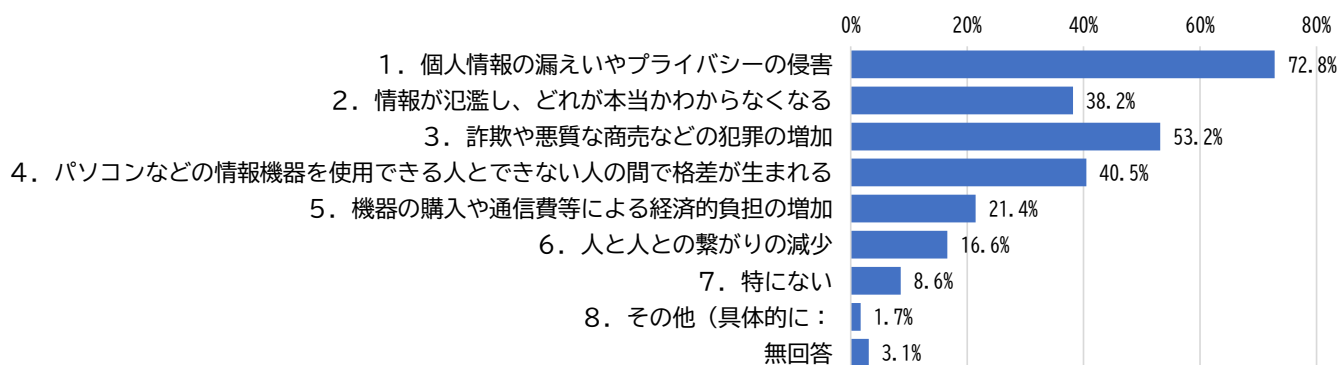 0% 20% 40% 60% 80%
1．個人情報の漏えいやプライバシーの侵害 72.8%
2．情報が氾濫し、どれが本当かわからなくなる 38.2%
3．詐欺や悪質な商売などの犯罪の増加 53.2%
4．パソコンなどの情報機器を使用できる人とできない人の間で格差が生まれる 40.5%
5．機器の購入や通信費等による経済的負担の増加 21.4%
6．人と人との繋がりの減少 16.6%
7．特にない 8.6%
8．その他（具体的に： 1.7%
無回答 3.1%